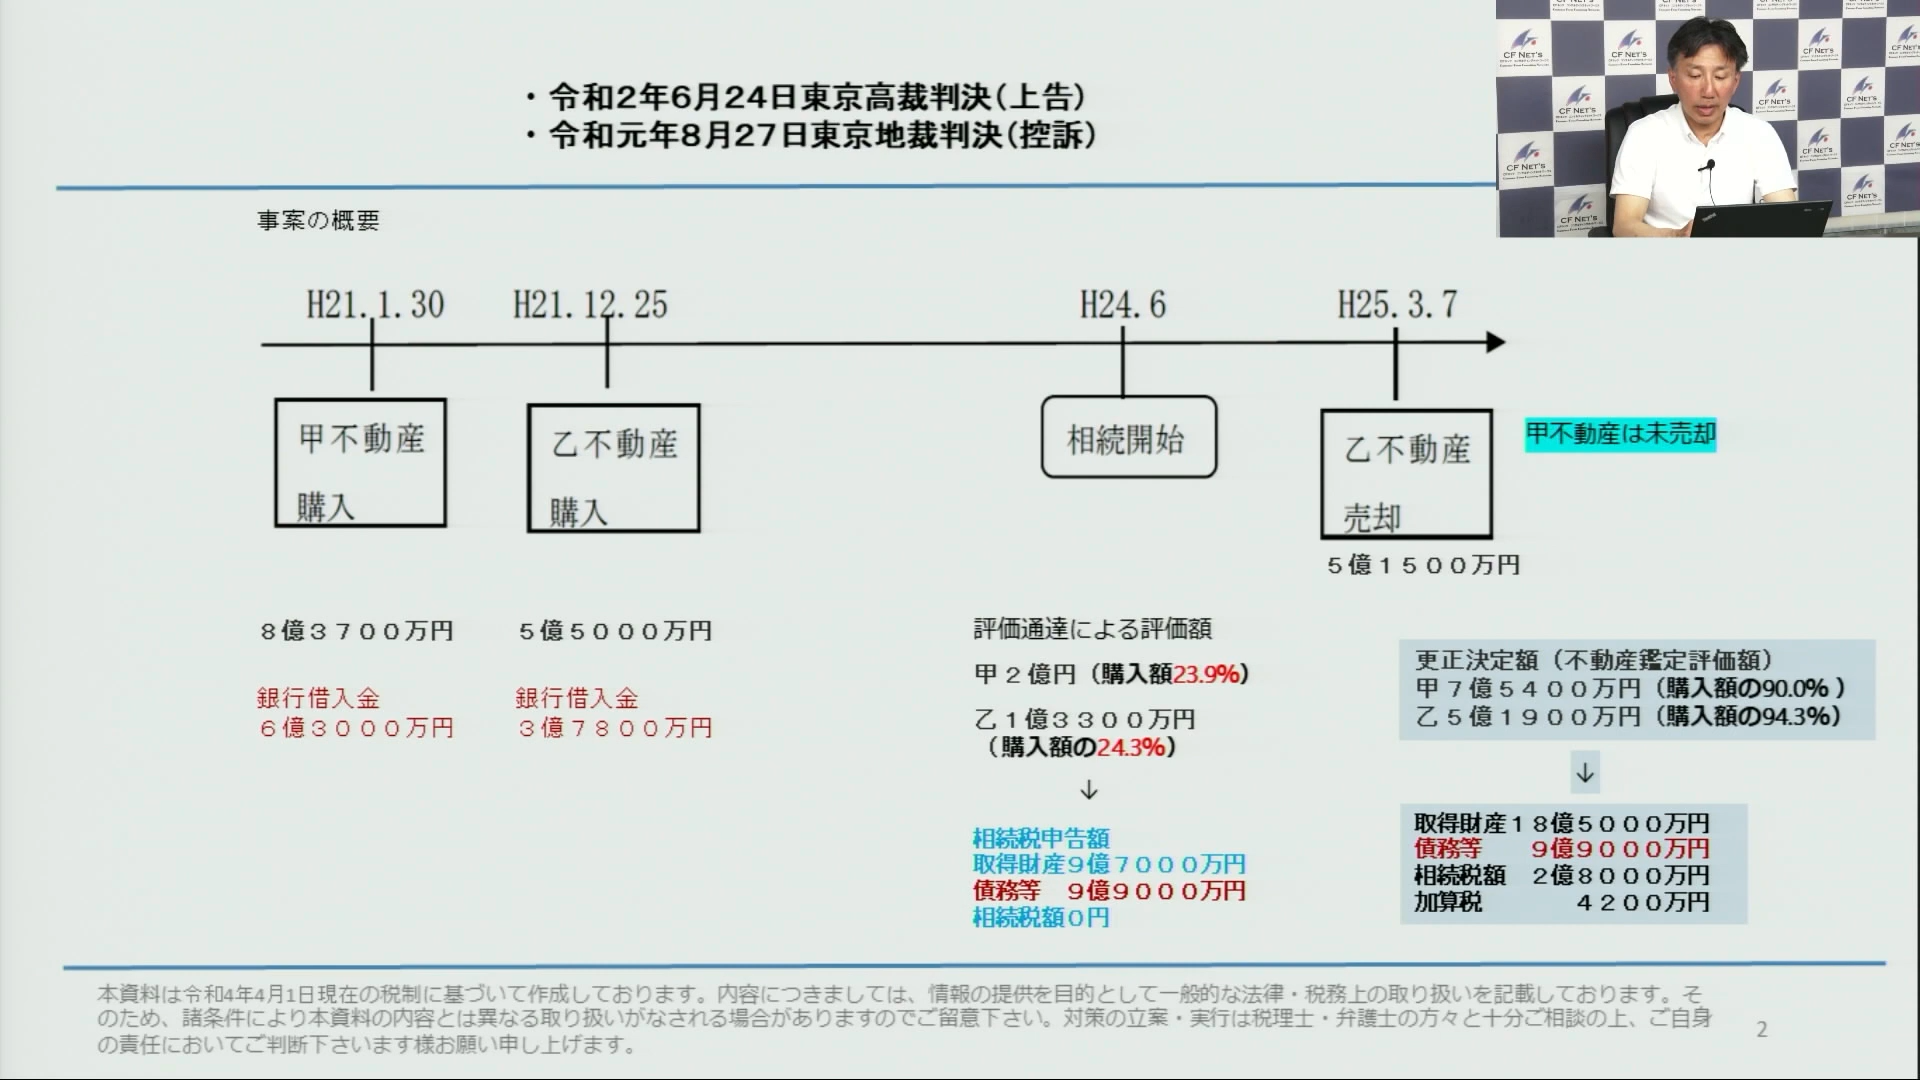 ・令和2年6月24日東京高裁判決(上告)
・令和元年8月27日東京地裁判決(控訴)
事案の概要
H21.1.30
H21.12.25
H24.6
H25.3.7
甲不動産
購入
乙不動産
購入
相続開始
乙不動産
売却
甲不動産は未売却
5億1500万円
8億3700万円
5億5000万円
銀行借入金
6億3000万円
銀行借入金
3億7800万円
評価通達による評価額
甲2億円（購入額23.9%）
乙1億3300万円
（購入額の24.3%）
↓
相続税申告額
取得財産9億7000万円
債務等 9億9000万円
相続税額0円
更正決定額（不動産鑑定評価額）
甲7億5400万円（購入額の90.0%）
乙5億1900万円（購入額の94.3%）
↓
取得財産18億5000万円
債務等 9億9000万円
相続税額 2億8000万円
加算税 4200万円
本資料は令和4年4月1日現在の税制に基づいて作成しております。内容につきましては、情報の提供を目的として一般的な法律・税務上の取り扱いを記載しております。そ
のため、諸条件により本資料の内容とは異なる取り扱いがなされる場合がありますのでご留意下さい。対策の立案・実行は税理士・弁護士の方々と十分ご相談の上、ご自身
の責任においてご判断下さいます様お願い申し上げます。
2
CF NET'S
CF NET'S
CF NET'S
CF NET'S
CF NET'S
CF NET'S
CF NET'S
CF NET'S
CF NET'S
CF NET'S